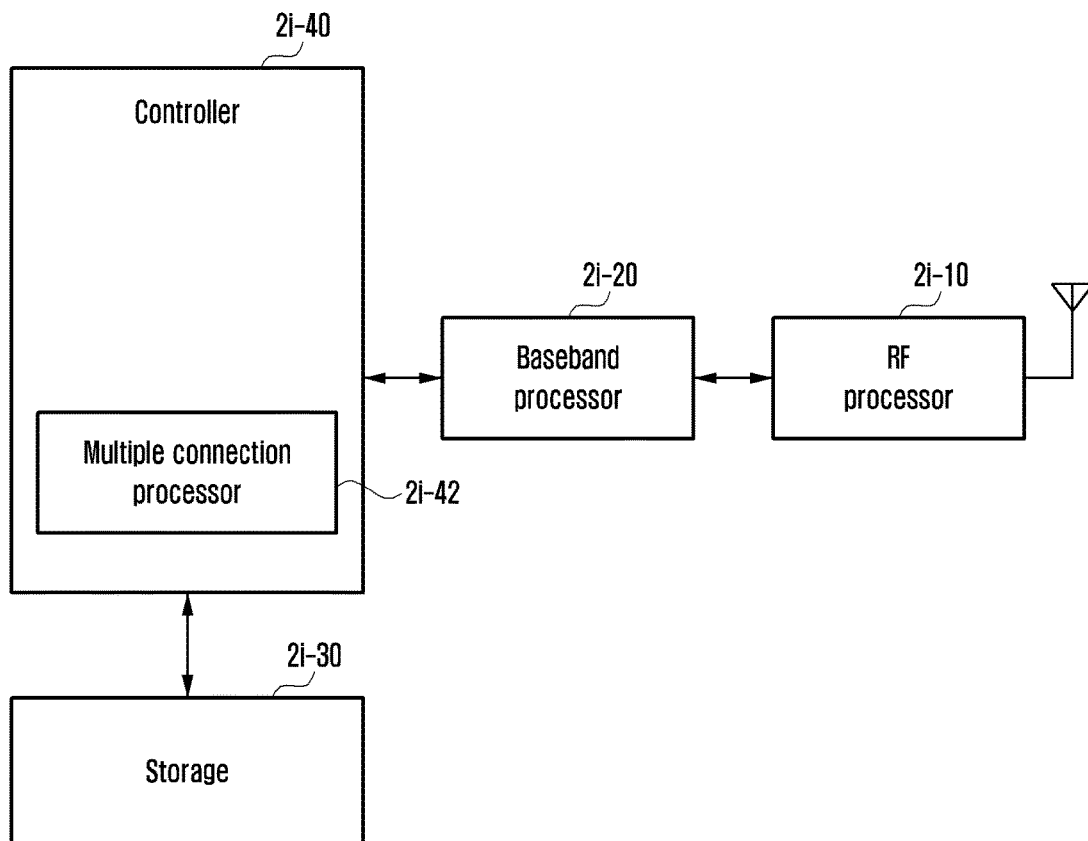 2i-40
Controller
2i-20
2i-10
Baseband
processor
RF
processor
Multiple connection
processor
2i-42
2i-30
Storage